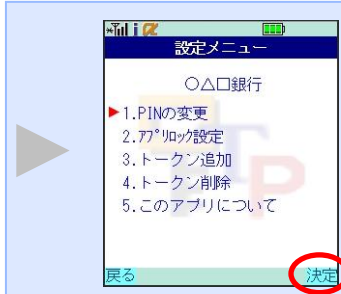 設定メニュー
○△□銀行
1.PINの変更
2.ｱﾌﾟﾘﾛｯｸ設定
3.トークン追加
4.トークン削除
5.このアプリについて
戻る
決定